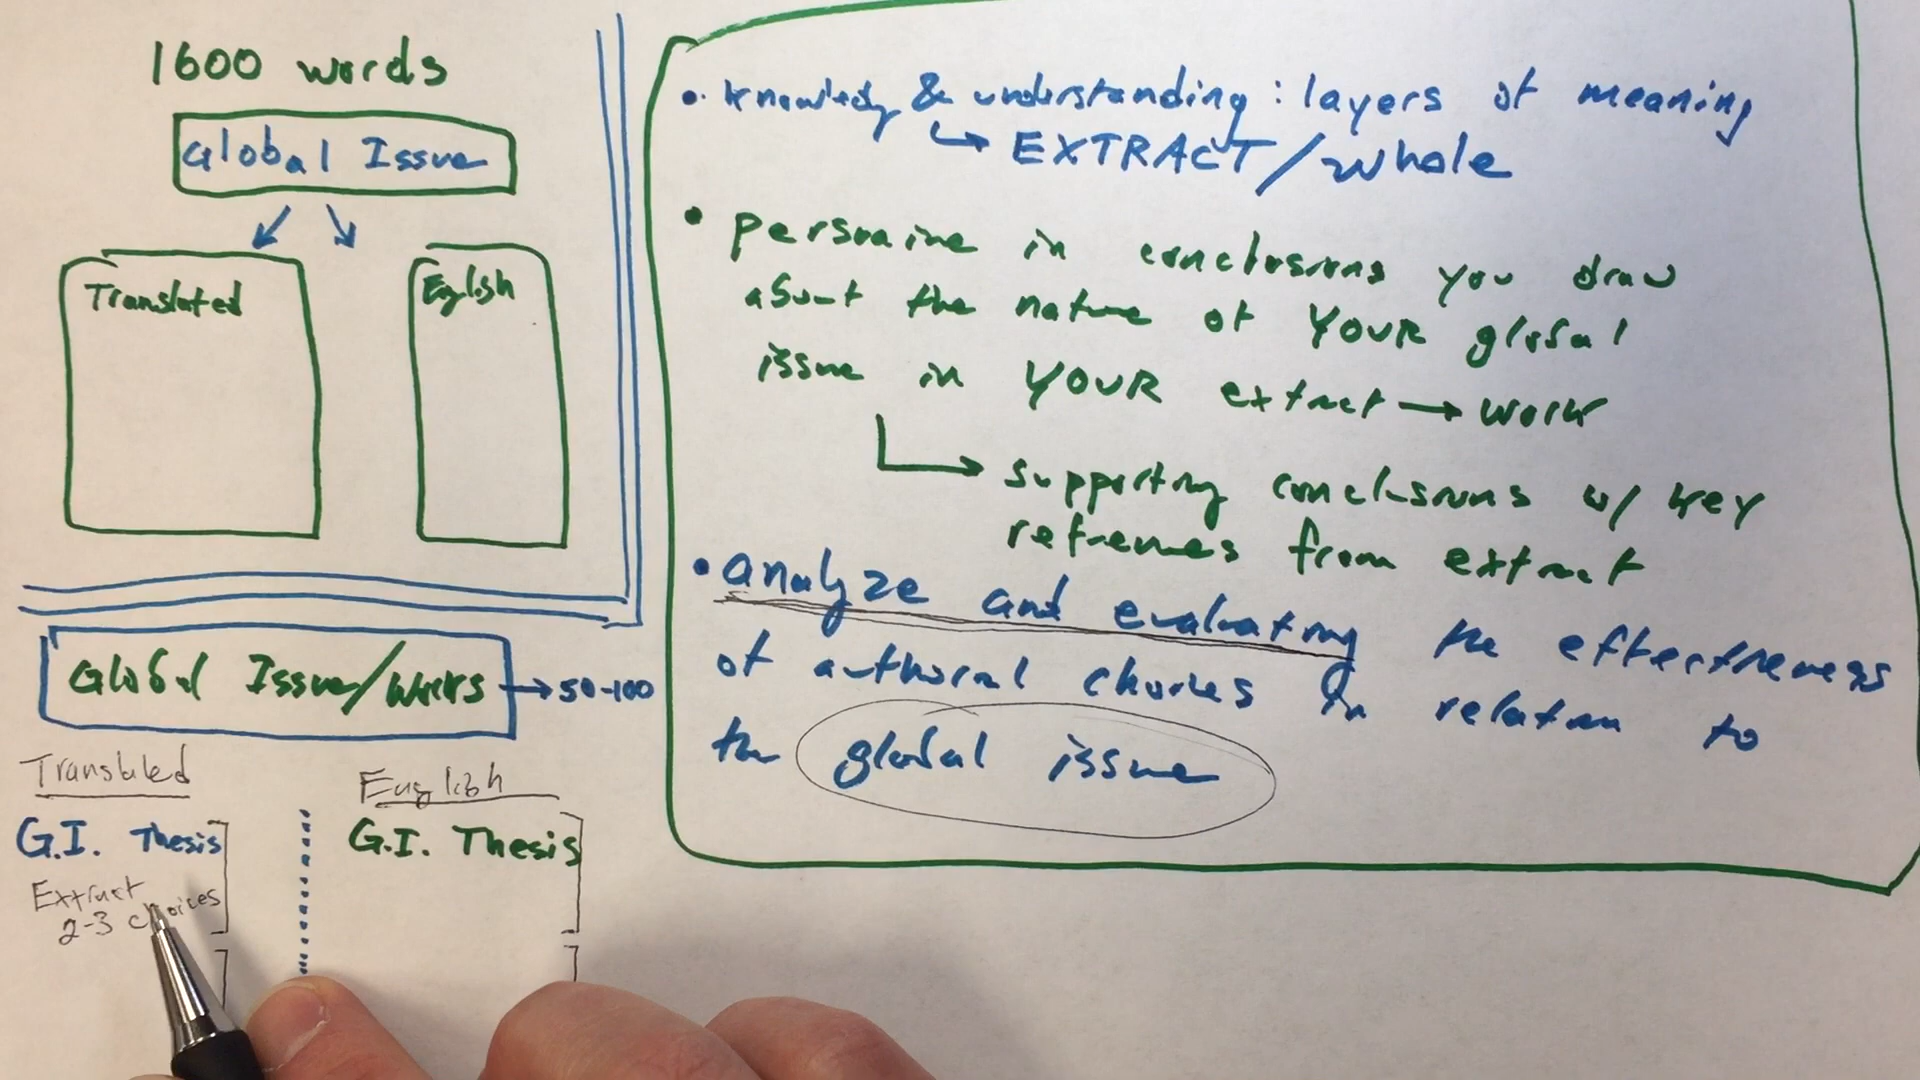 1600 words
Global Issue
Translated
English
Global Issue/Works → 50-100
Translated
G.I. Thesis
Extract
2-3 choices
English
G.I. Thesis
• knowledg & understanding : layers of meaning
↳ EXTRACT/whole
• persuasive in conclusions you draw
about the nature of YOUR global
issue in YOUR extract → work
↳ supporting conclusions w/ key
references from extract
• analyze and evaluating the effectiveness
of authorial choices in relation to
the global issue